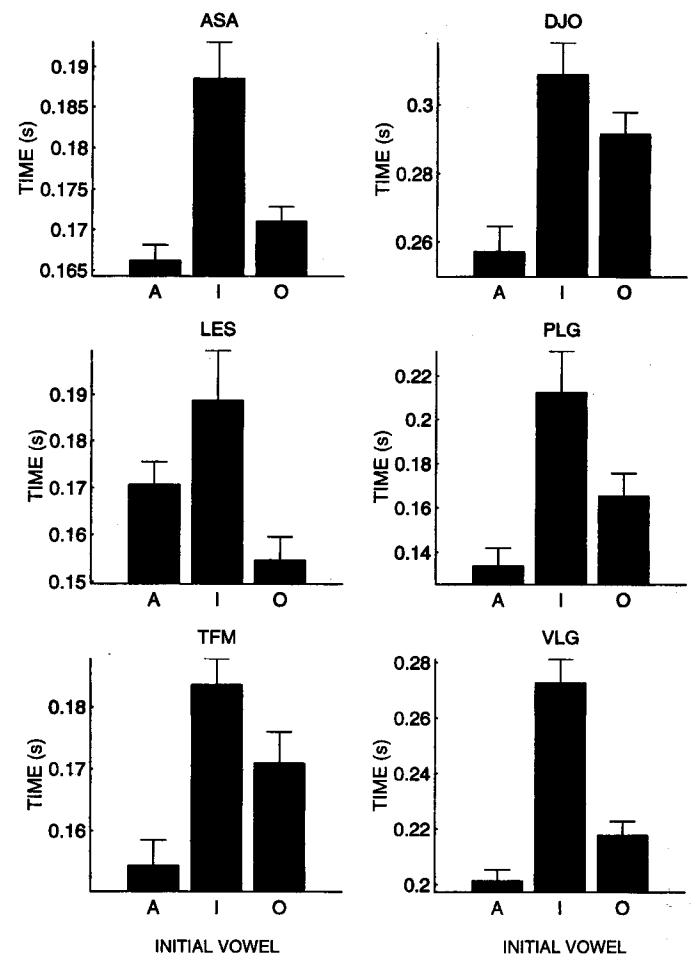 ASA
TIME (s)
0.19
0.185
0.18
0.175
0.17
0.165
A I O
DJO
TIME (s)
0.3
0.28
0.26
A I O
LES
TIME (s)
0.19
0.18
0.17
0.16
0.15
A I O
PLG
TIME (s)
0.22
0.2
0.18
0.16
0.14
A I O
TFM
TIME (s)
0.18
0.17
0.16
A I O
INITIAL VOWEL
VLG
TIME (s)
0.28
0.26
0.24
0.22
0.2
A I O
INITIAL VOWEL